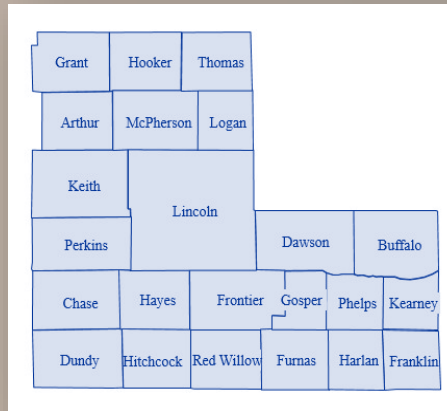 Grant Hooker Thomas
Arthur McPherson Logan
Keith
Lincoln
Perkins
Dawson Buffalo
Chase Hayes Frontier Gosper Phelps Kearney
Dundy Hitchcock Red Willow Furnas Harlan Franklin